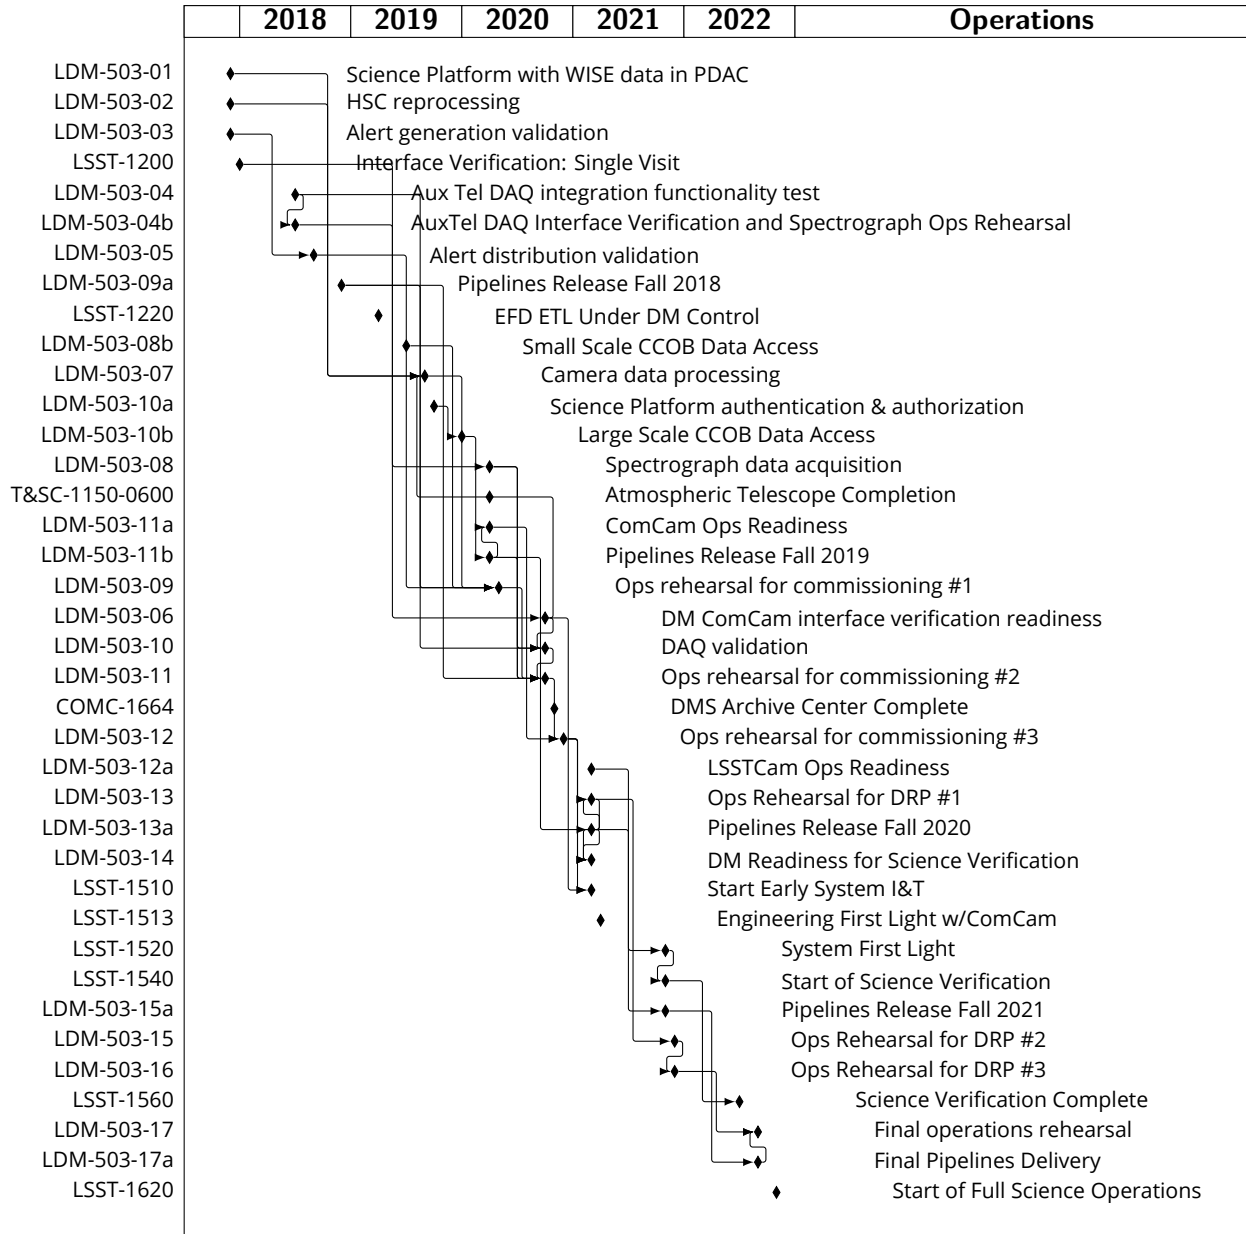 2018 2019 2020 2021 2022 Operations
LDM-503-01 Science Platform with WISE data in PDAC
LDM-503-02 HSC reprocessing
LDM-503-03 Alert generation validation
LSST-1200 Interface Verification: Single Visit
LDM-503-04 Aux Tel DAQ integration functionality test
LDM-503-04b AuxTel DAQ Interface Verification and Spectrograph Ops Rehearsal
LDM-503-05 Alert distribution validation
LDM-503-09a Pipelines Release Fall 2018
LSST-1220 EFD ETL Under DM Control
LDM-503-08b Small Scale CCOB Data Access
LDM-503-07 Camera data processing
LDM-503-10a Science Platform authentication & authorization
LDM-503-10b Large Scale CCOB Data Access
LDM-503-08 Spectrograph data acquisition
T&SC-1150-0600 Atmospheric Telescope Completion
LDM-503-11a ComCam Ops Readiness
LDM-503-11b Pipelines Release Fall 2019
LDM-503-09 Ops rehearsal for commissioning #1
LDM-503-06 DM ComCam interface verification readiness
LDM-503-10 DAQ validation
LDM-503-11 Ops rehearsal for commissioning #2
COMC-1664 DMS Archive Center Complete
LDM-503-12 Ops rehearsal for commissioning #3
LDM-503-12a LSSTCam Ops Readiness
LDM-503-13 Ops Rehearsal for DRP #1
LDM-503-13a Pipelines Release Fall 2020
LDM-503-14 DM Readiness for Science Verification
LSST-1510 Start Early System I&T
LSST-1513 Engineering First Light w/ComCam
LSST-1520 System First Light
LSST-1540 Start of Science Verification
LDM-503-15a Pipelines Release Fall 2021
LDM-503-15 Ops Rehearsal for DRP #2
LDM-503-16 Ops Rehearsal for DRP #3
LSST-1560 Science Verification Complete
LDM-503-17 Final operations rehearsal
LDM-503-17a Final Pipelines Delivery
LSST-1620 Start of Full Science Operations